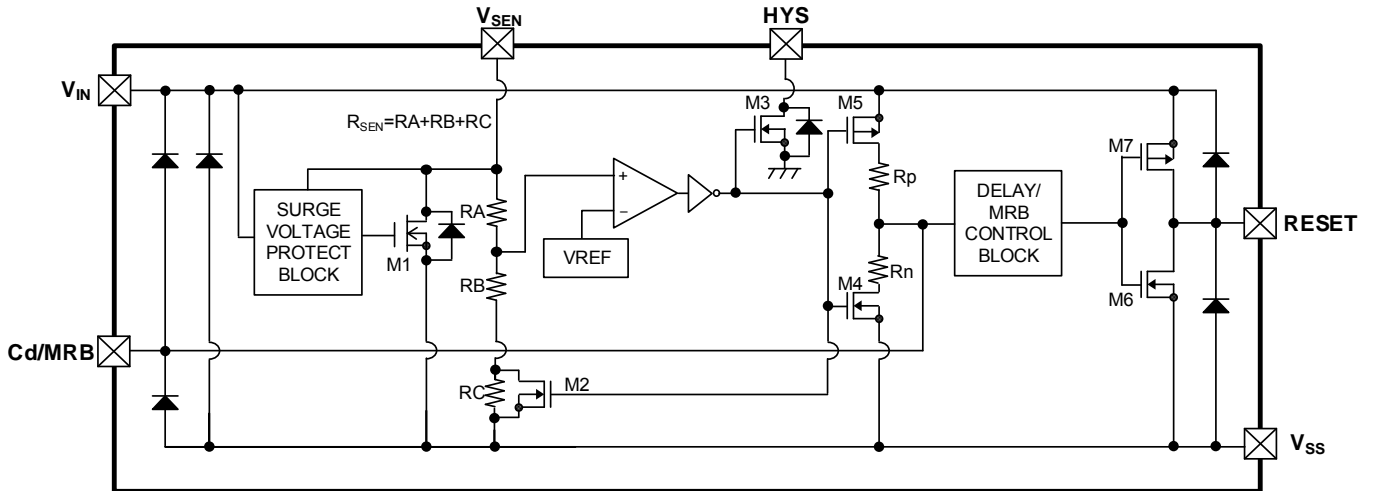 VSEN
HYS
VIN
M3
M5
RSEN=RA+RB+RC
M7
SURGE
VOLTAGE
PROTECT
BLOCK
RA
+
−
Rp
DELAY/
MRB
CONTROL
BLOCK
RESET
M1
VREF
RB
Rn
M4
M6
Cd/MRB
RC
M2
VSS